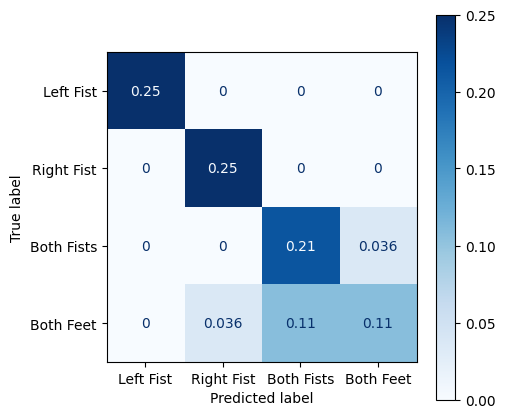 0.25
Left Fist 0.25 0 0 0
0.20
Right Fist 0 0.25 0 0
0.15
True label
Both Fists 0 0 0.21 0.036
0.10
Both Feet 0 0.036 0.11 0.11
0.05
Left Fist Right Fist Both Fists Both Feet
0.00
Predicted label